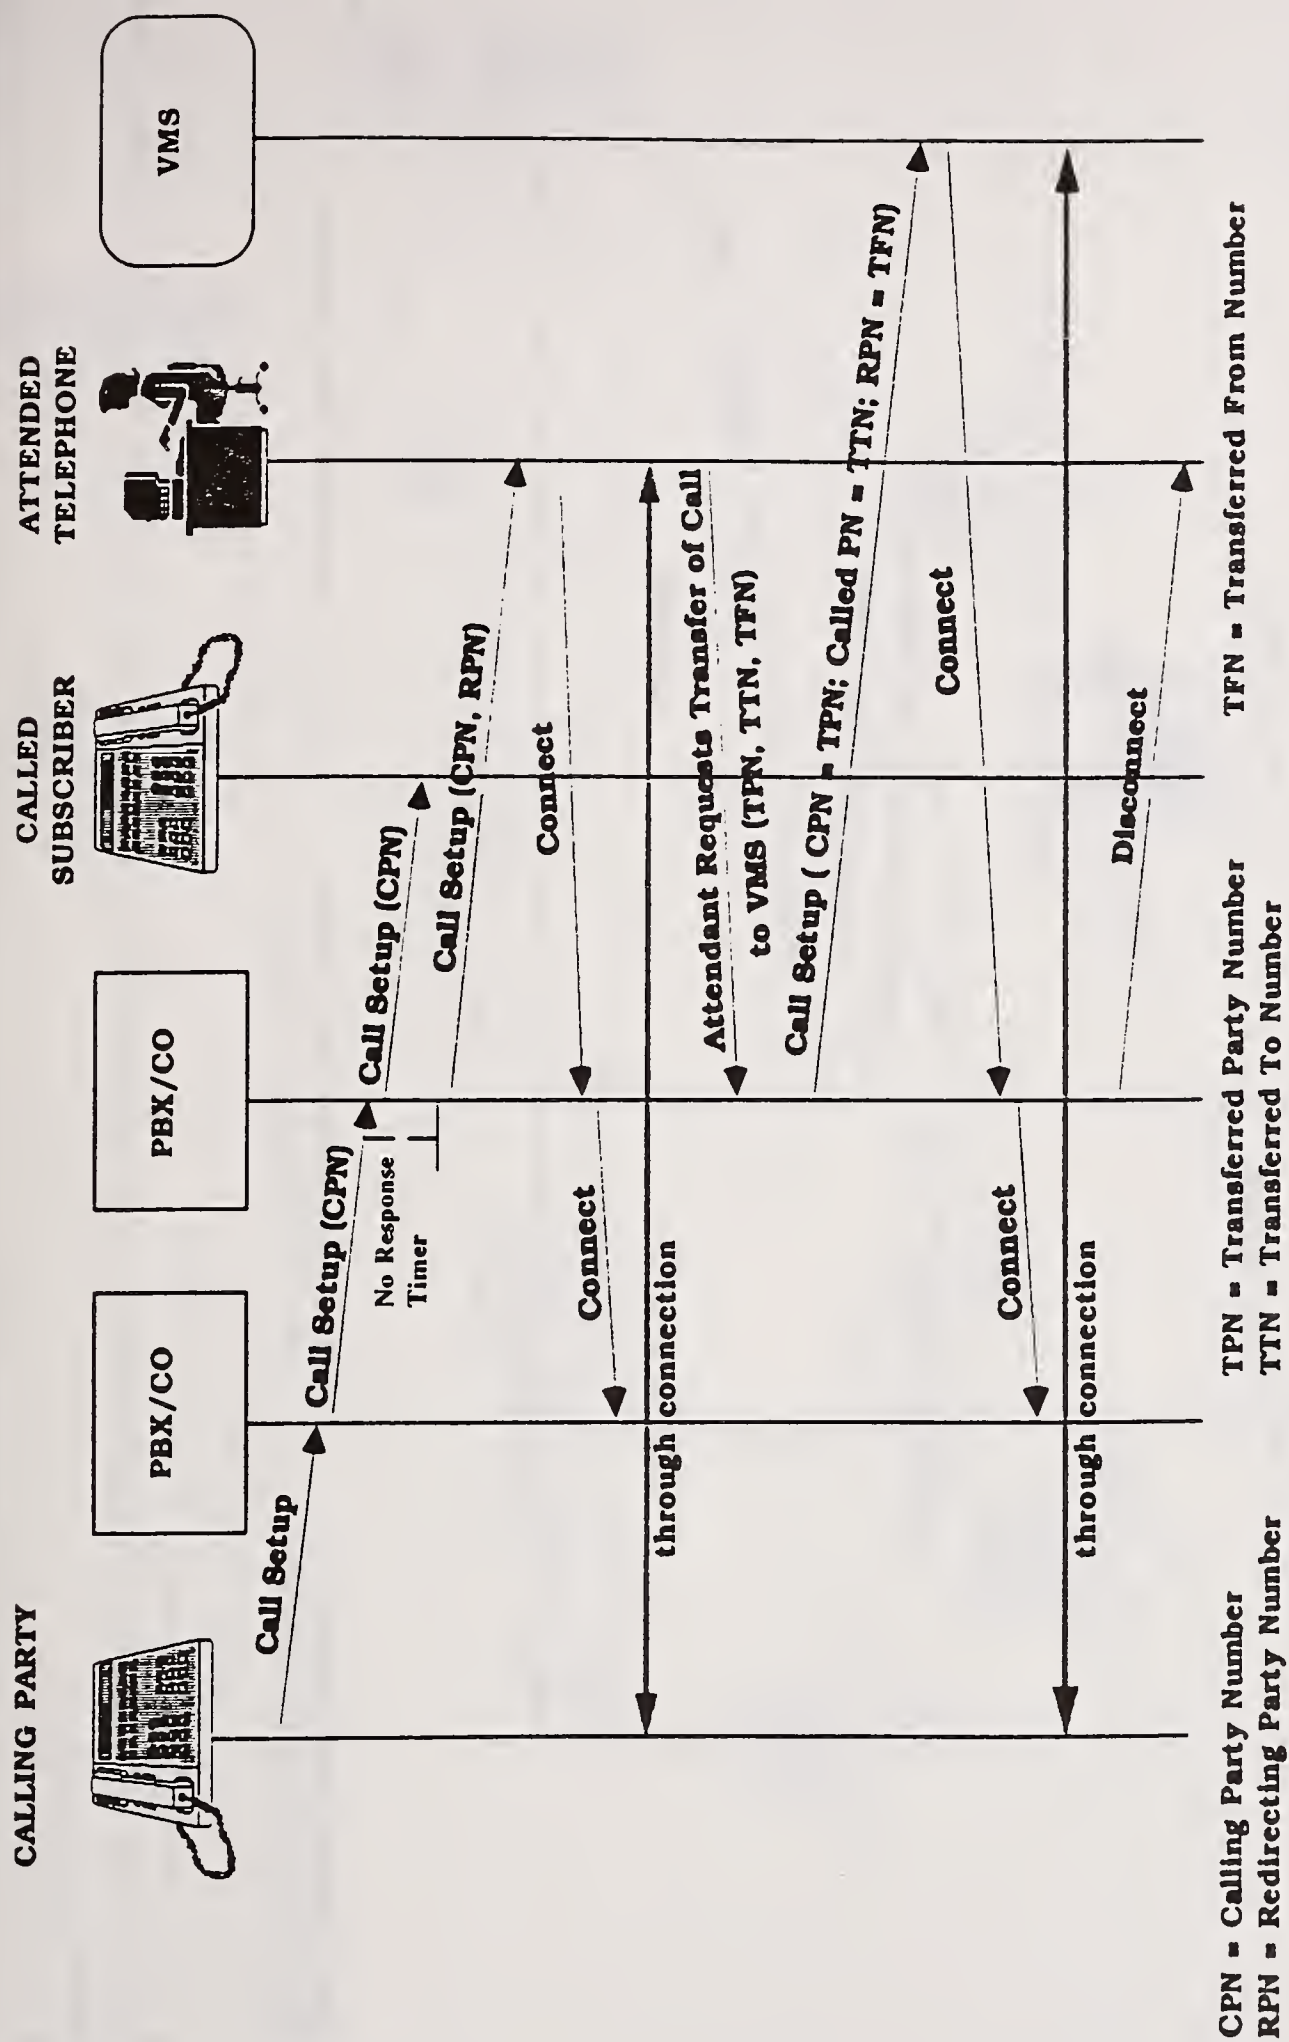 CALLING PARTY
CALLED
SUBSCRIBER
ATTENDED
TELEPHONE
PBX/CO
PBX/CO
VMS
Call Setup
Call Setup (CPN)
Call Setup (CPN)
No Response
Timer
Call Setup (CPN, RPN)
Connect
Connect
through connection
Attendant Requests Transfer of Call
to VMS (TPN, TTN, TFN)
Call Setup ( CPN = TPN; Called PN = TTN; RPN = TFN)
Connect
Connect
through connection
Disconnect
CPN = Calling Party Number
RPN = Redirecting Party Number
TPN = Transferred Party Number
TTN = Transferred To Number
TFN = Transferred From Number